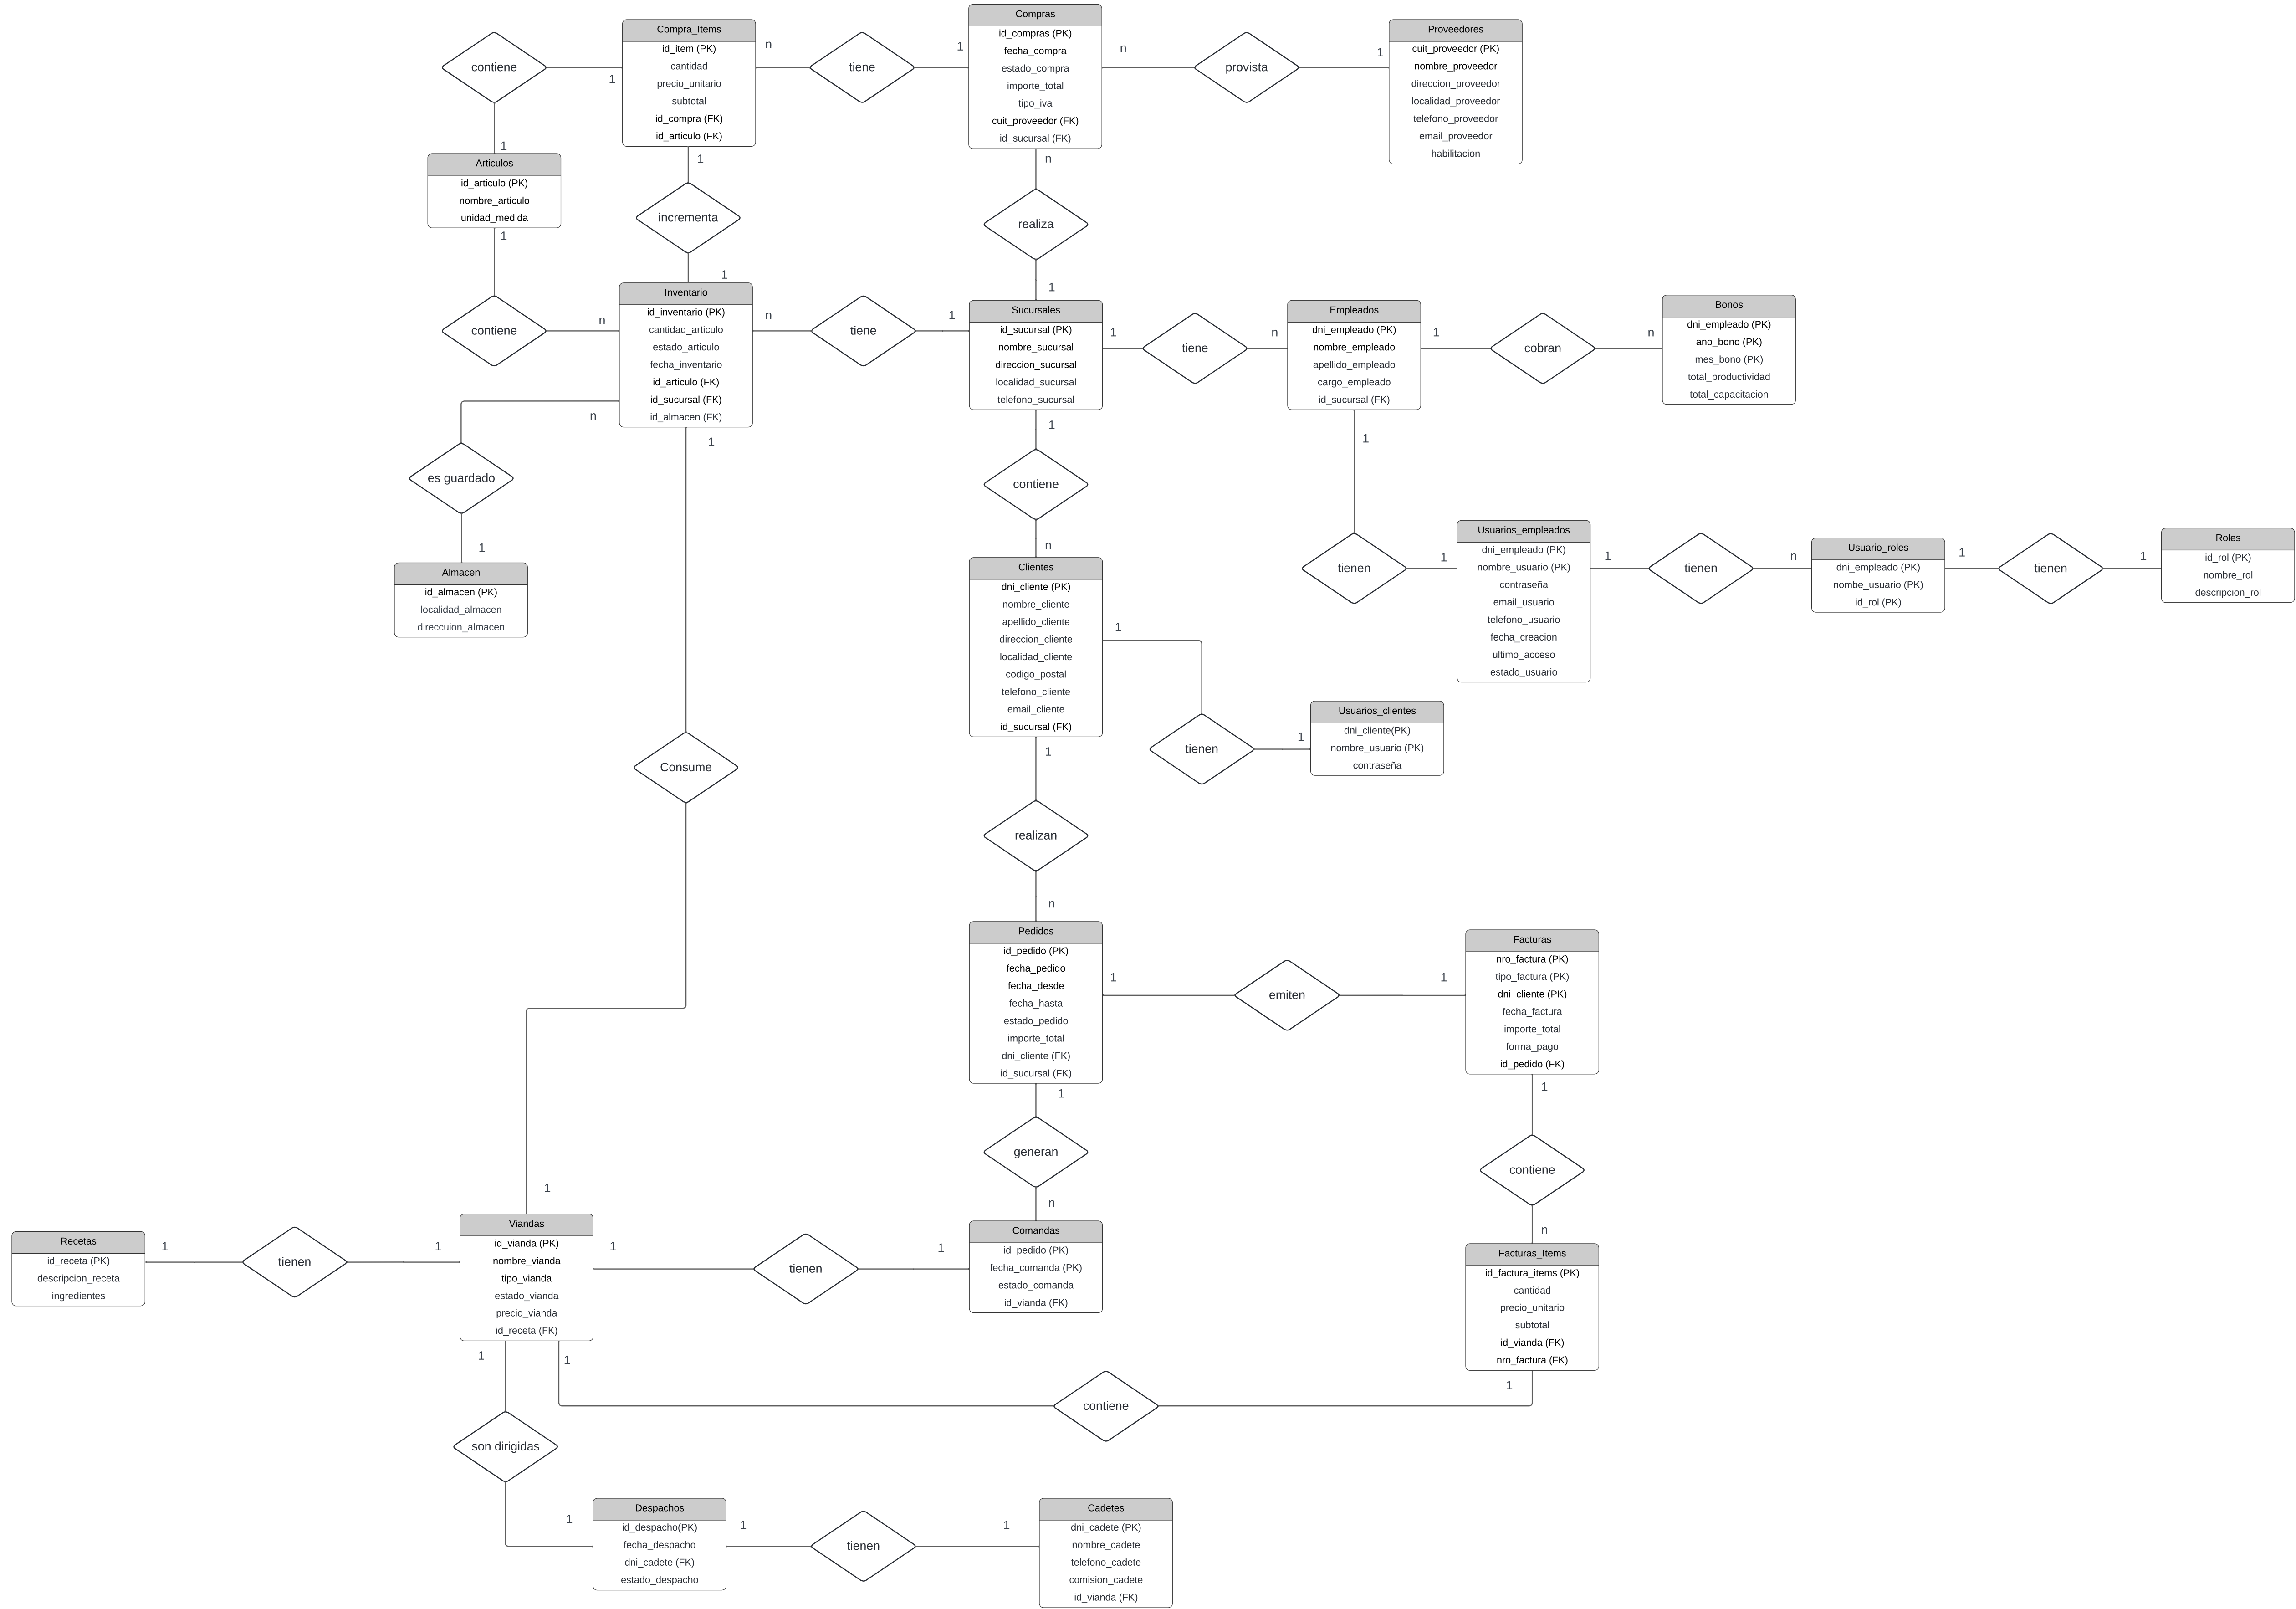 Compras
id_compras (PK)
fecha_compra
estado_compra
importe_total
tipo_iva
cuit_proveedor (FK)
id_sucursal (FK)
Compra_Items
id_item (PK)
cantidad
precio_unitario
subtotal
id_compra (FK)
id_articulo (FK)
Proveedores
cuit_proveedor (PK)
nombre_proveedor
direccion_proveedor
localidad_proveedor
telefono_proveedor
email_proveedor
habilitacion
contiene
1
n
tiene
1
n
provista
1
1
Articulos
id_articulo (PK)
nombre_articulo
unidad_medida
1
1
incrementa
1
n
realiza
1
contiene
n
Inventario
id_inventario (PK)
cantidad_articulo
estado_articulo
fecha_inventario
id_articulo (FK)
id_sucursal (FK)
id_almacen (FK)
n
tiene
1
Sucursales
id_sucursal (PK)
nombre_sucursal
direccion_sucursal
localidad_sucursal
telefono_sucursal
1
tiene
n
Empleados
dni_empleado (PK)
nombre_empleado
apellido_empleado
cargo_empleado
id_sucursal (FK)
1
cobran
n
Bonos
dni_empleado (PK)
ano_bono (PK)
mes_bono (PK)
total_productividad
total_capacitacion
n
es guardado
1
Almacen
id_almacen (PK)
localidad_almacen
direccuion_almacen
1
Consume
1
1
contiene
n
1
tienen
1
Usuarios_empleados
dni_empleado (PK)
nombre_usuario (PK)
contraseña
email_usuario
telefono_usuario
fecha_creacion
ultimo_acceso
estado_usuario
1
tienen
n
Usuario_roles
dni_empleado (PK)
nombe_usuario (PK)
id_rol (PK)
1
tienen
1
Roles
id_rol (PK)
nombre_rol
descripcion_rol
Clientes
dni_cliente (PK)
nombre_cliente
apellido_cliente
direccion_cliente
localidad_cliente
codigo_postal
telefono_cliente
email_cliente
id_sucursal (FK)
1
tienen
1
Usuarios_clientes
dni_cliente(PK)
nombre_usuario (PK)
contraseña
1
realizan
n
Pedidos
id_pedido (PK)
fecha_pedido
fecha_desde
fecha_hasta
estado_pedido
importe_total
dni_cliente (FK)
id_sucursal (FK)
1
emiten
1
Facturas
nro_factura (PK)
tipo_factura (PK)
dni_cliente (PK)
fecha_factura
importe_total
forma_pago
id_pedido (FK)
1
generan
n
1
contiene
n
Recetas
id_receta (PK)
descripcion_receta
ingredientes
1
tienen
1
Viandas
id_vianda (PK)
nombre_vianda
tipo_vianda
estado_vianda
precio_vianda
id_receta (FK)
1
tienen
1
Comandas
id_pedido (PK)
fecha_comanda (PK)
estado_comanda
id_vianda (FK)
Facturas_Items
id_factura_items (PK)
cantidad
precio_unitario
subtotal
id_vianda (FK)
nro_factura (FK)
1
1
contiene
1
son dirigidas
1
Despachos
id_despacho(PK)
fecha_despacho
dni_cadete (FK)
estado_despacho
1
tienen
1
Cadetes
dni_cadete (PK)
nombre_cadete
telefono_cadete
comision_cadete
id_vianda (FK)